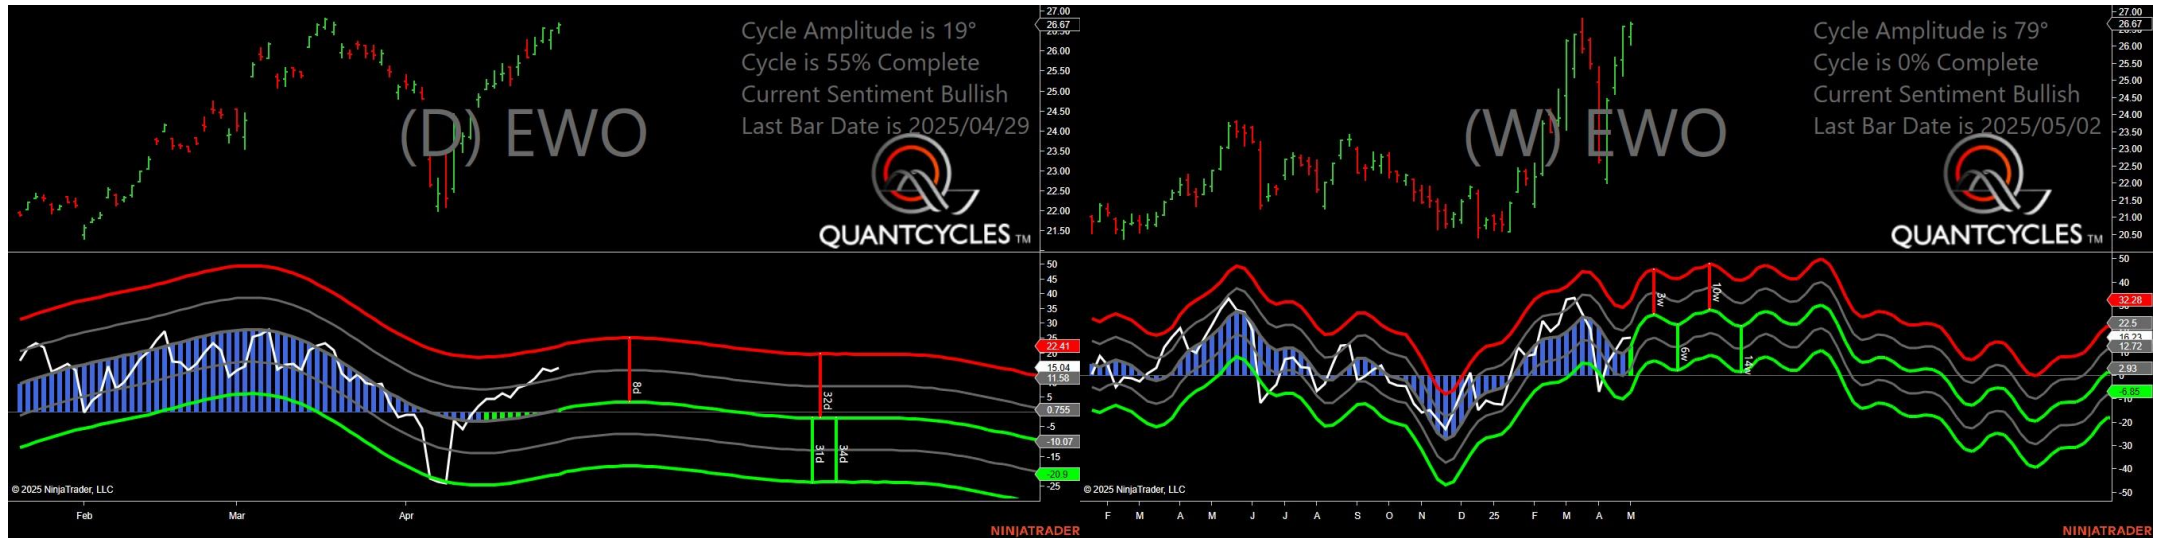 Cycle Amplitude is 19°
Cycle is 55% Complete
Current Sentiment Bullish
Last Bar Date is 2025/04/29
(D) EWO
QUANTCYCLES TM
27.00
26.67
26.00
25.50
25.00
24.50
24.00
23.50
23.00
22.50
22.00
21.50
50
45
40
35
30
25
22.41
20
15.04
11.58
5
0.755
-5
-10.07
-15
-20.9
-25
8d
32d
31d
34d
© 2025 NinjaTrader, LLC
Feb
Mar
Apr
NINJATRADER
Cycle Amplitude is 79°
Cycle is 0% Complete
Current Sentiment Bullish
Last Bar Date is 2025/05/02
(W) EWO
QUANTCYCLES TM
27.00
26.67
26.00
25.50
25.00
24.50
24.00
23.50
23.00
22.50
22.00
21.50
21.00
20.50
50
40
32.28
22.5
16.23
12.72
2.93
-6.85
-10
-20
-30
-40
-50
3w
10w
6w
© 2025 NinjaTrader, LLC
F M A M J J A S O N D 25 F M A M
NINJATRADER